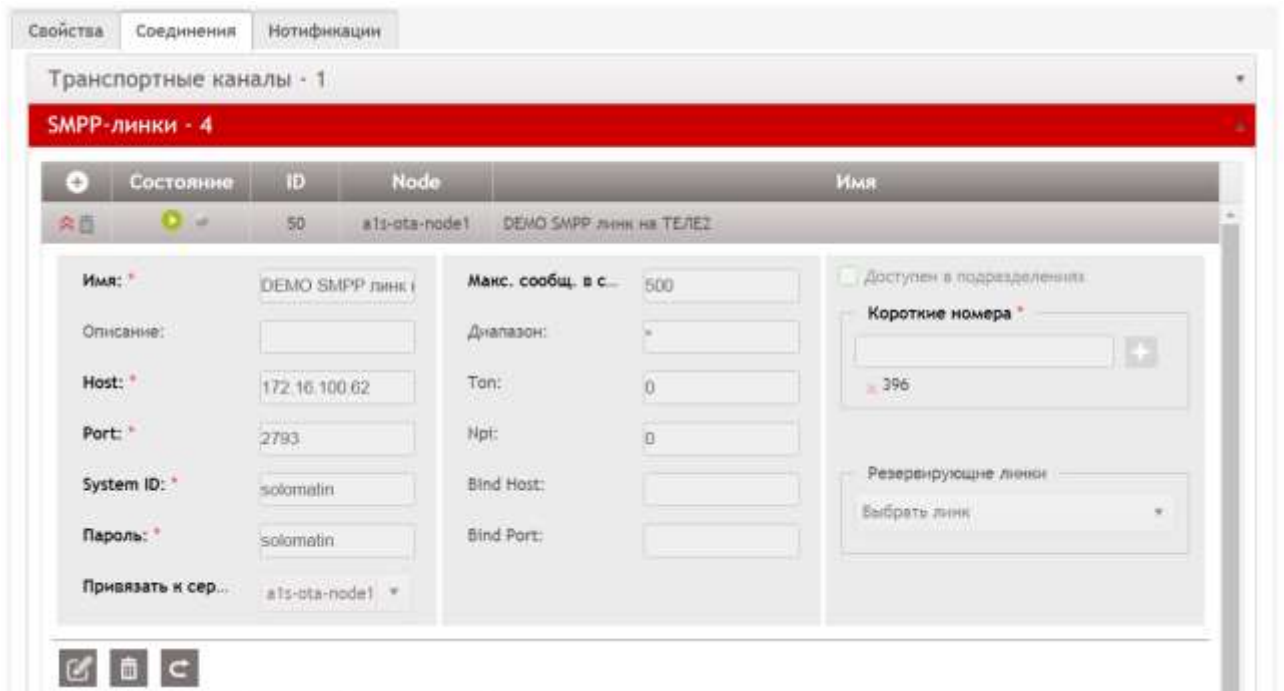 Свойства Соединения Нотификации
Транспортные каналы - 1
SMPP-линки - 4
Состояние ID Node Имя
50 a1s-ota-node1 DEMO SMPP линк на ТЕЛЕ2
Имя: * DEMO SMPP линк Макс. сообщ. в с... 500 Доступен в подразделениях
Описание: Диапазон: * Короткие номера *
Host: * 172.16.100.62 Ton: 0 396
Port: * 2793 Npi: 0
System ID: * solomatin Bind Host: Резервирующие линки
Пароль: * solomatin Bind Port: Выбрать линк
Привязать к сер... a1s-ota-node1